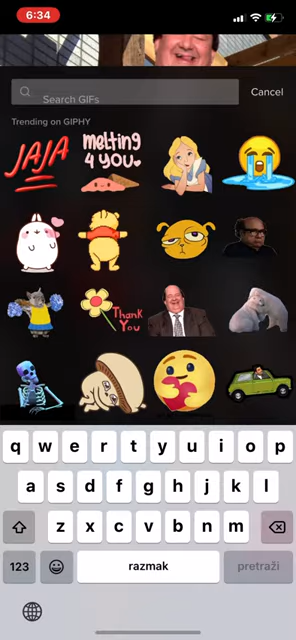 6:34
Search GIFs
Cancel
Trending on GIPHY
JAJA
melting
4 YOU
Thank
You
q w e r t y u i o p
a s d f g h j k l
z x c v b n m
123
razmak
pretraži